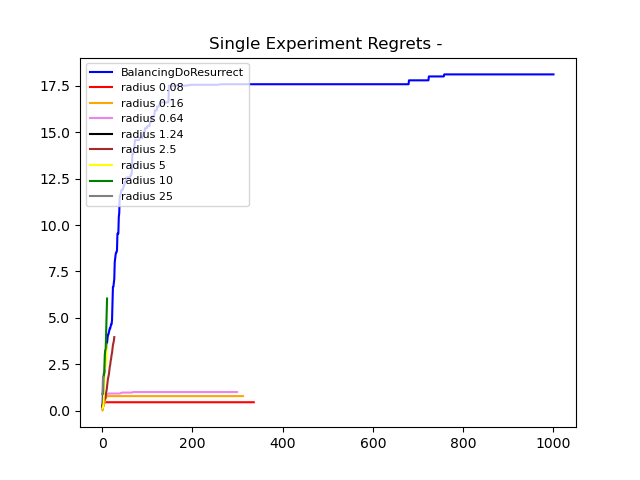 Single Experiment Regrets -
BalancingDoResurrect
radius 0.08
radius 0.16
radius 0.64
radius 1.24
radius 2.5
radius 5
radius 10
radius 25
17.5
15.0
12.5
10.0
7.5
5.0
2.5
0.0
0 200 400 600 800 1000